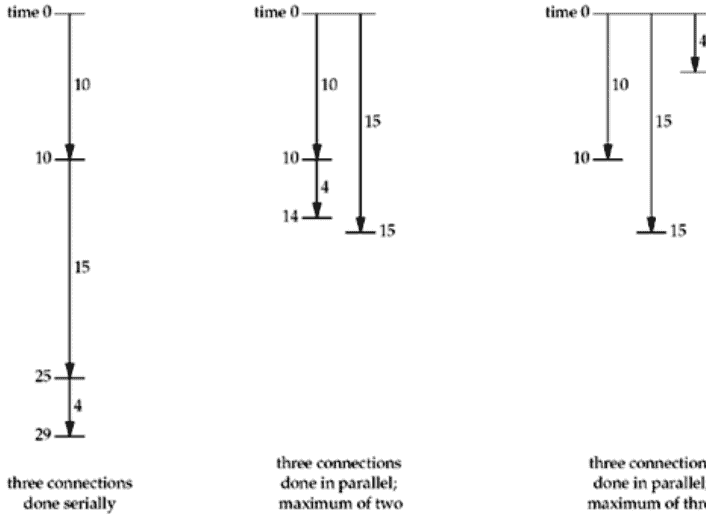 time 0
10
10
15
25
4
29
three connections
done serially
time 0
10
15
10
4
14
15
three connections
done in parallel;
maximum of two
time 0
4
10
15
10
15
three
done in parallel;
maximum of